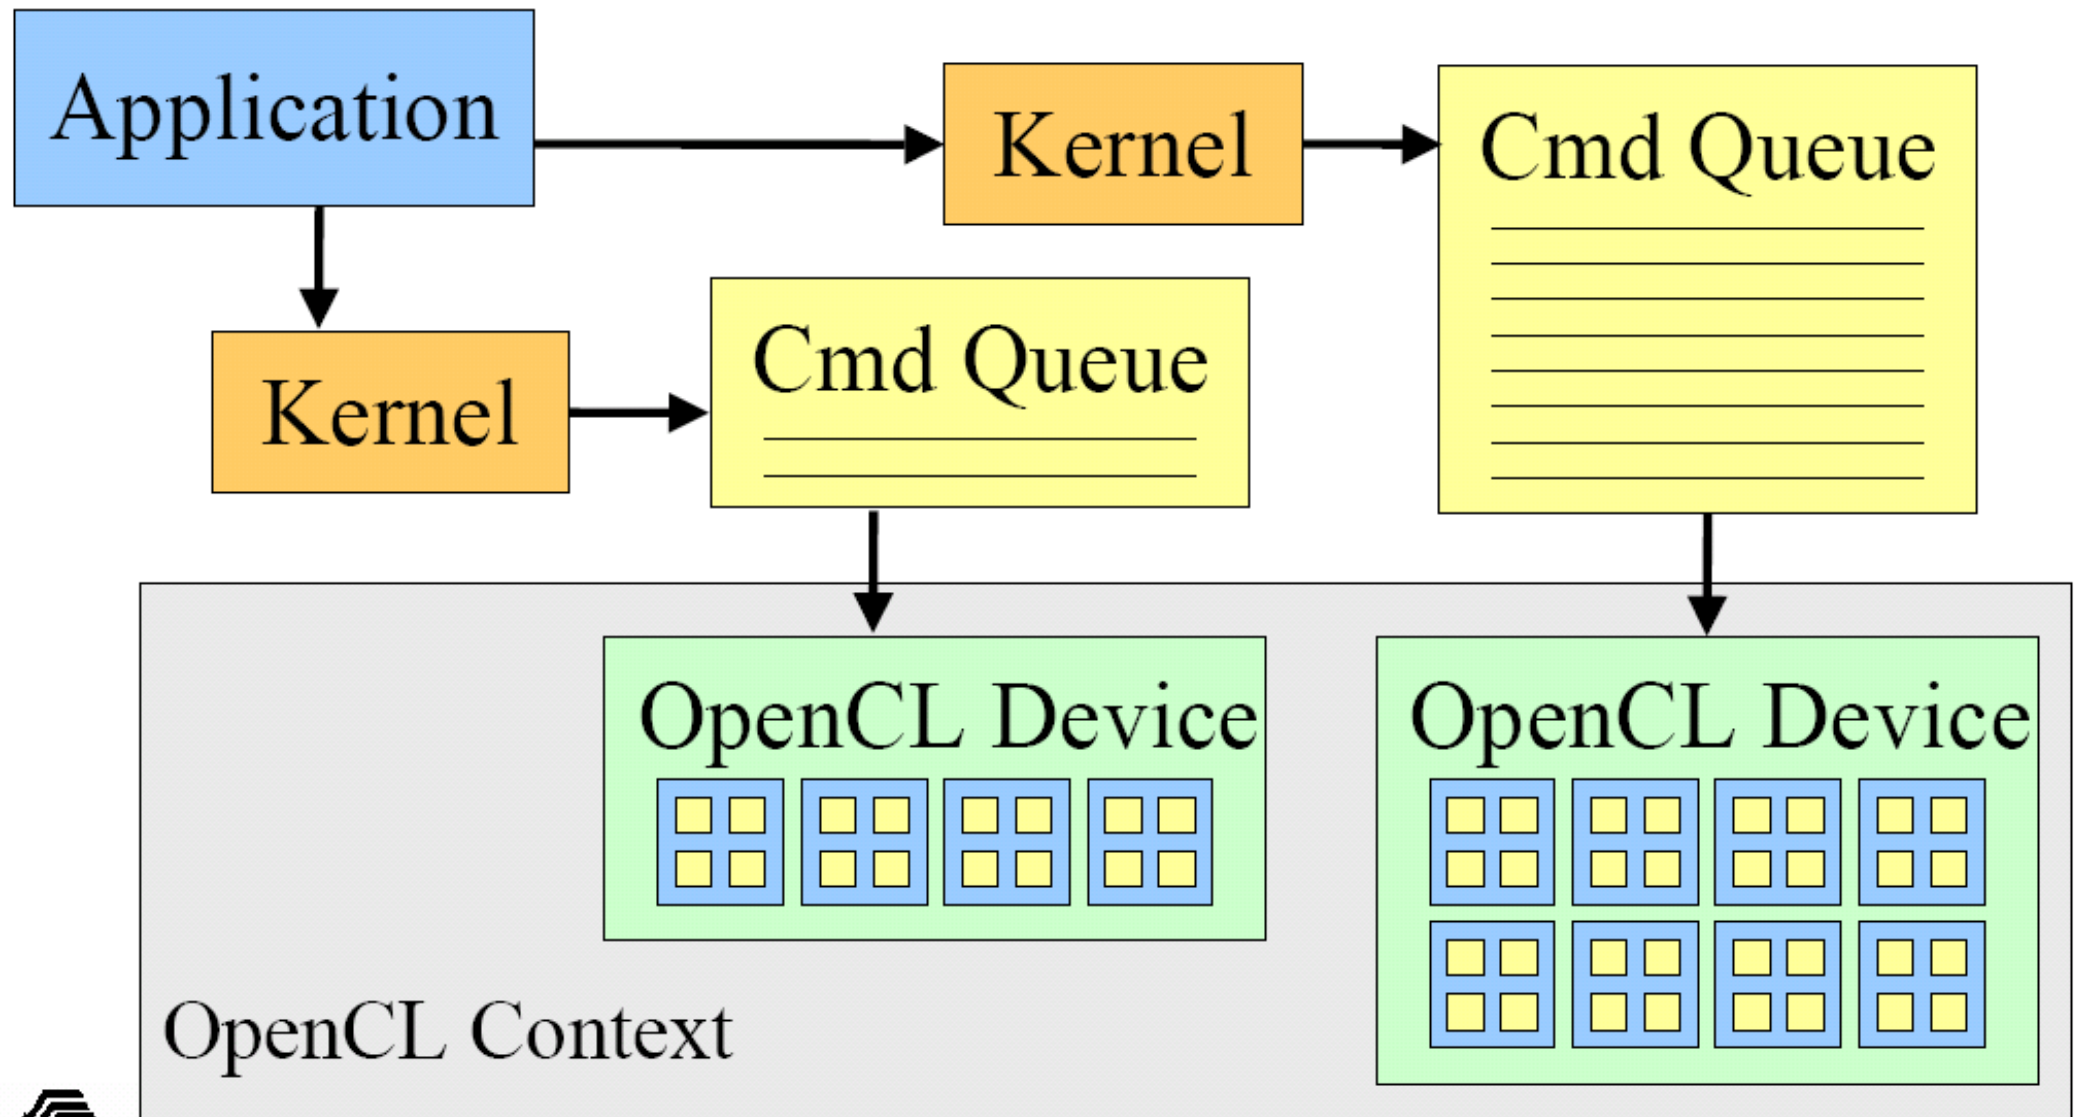 Application
Kernel
Cmd Queue
Kernel
Cmd Queue
OpenCL Device
OpenCL Device
OpenCL Context